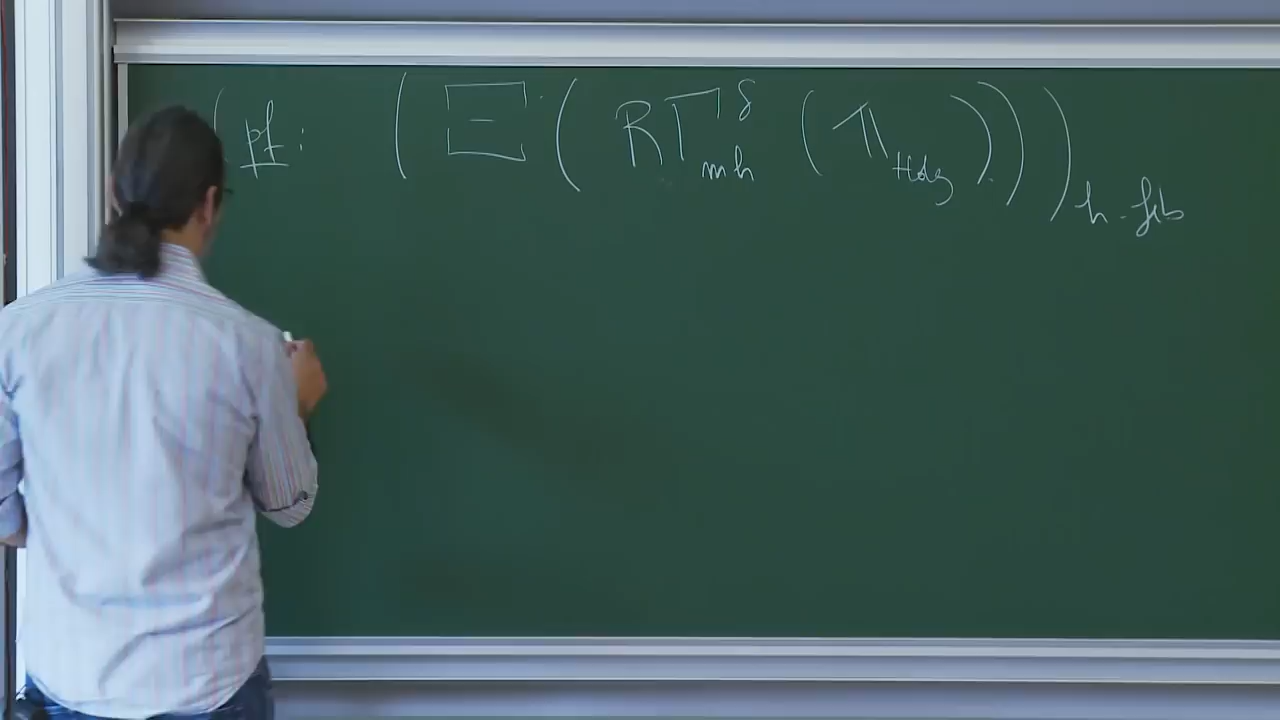 ( pf: ( Ξ ( RΓ^δ_mh ( π_Hdg ) ) ) )_h-fib